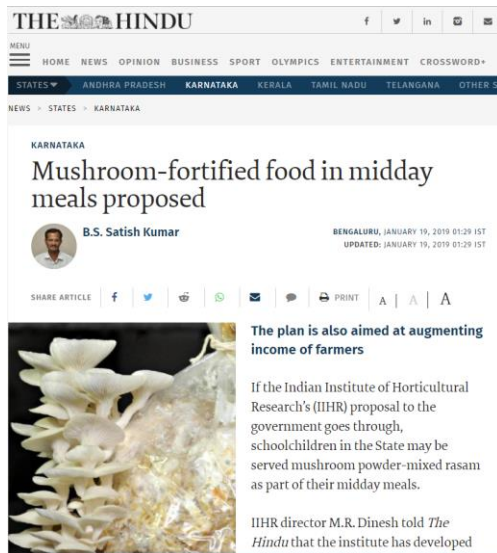 THE HINDU
f in
MENU
HOME NEWS OPINION BUSINESS SPORT OLYMPICS ENTERTAINMENT CROSSWORD+
STATES ANDHRA PRADESH KARNATAKA KERALA TAMIL NADU TELANGANA OTHER S
NEWS > STATES > KARNATAKA
KARNATAKA
Mushroom-fortified food in midday
meals proposed
B.S. Satish Kumar
BENGALURU, JANUARY 19, 2019 01:29 IST
UPDATED: JANUARY 19, 2019 01:29 IST
SHARE ARTICLE f PRINT A | A | A
The plan is also aimed at augmenting
income of farmers
If the Indian Institute of Horticultural
Research's (IIHR) proposal to the
government goes through,
schoolchildren in the State may be
served mushroom powder-mixed rasam
as part of their midday meals.
IIHR director M.R. Dinesh told The
Hindu that the institute has developed